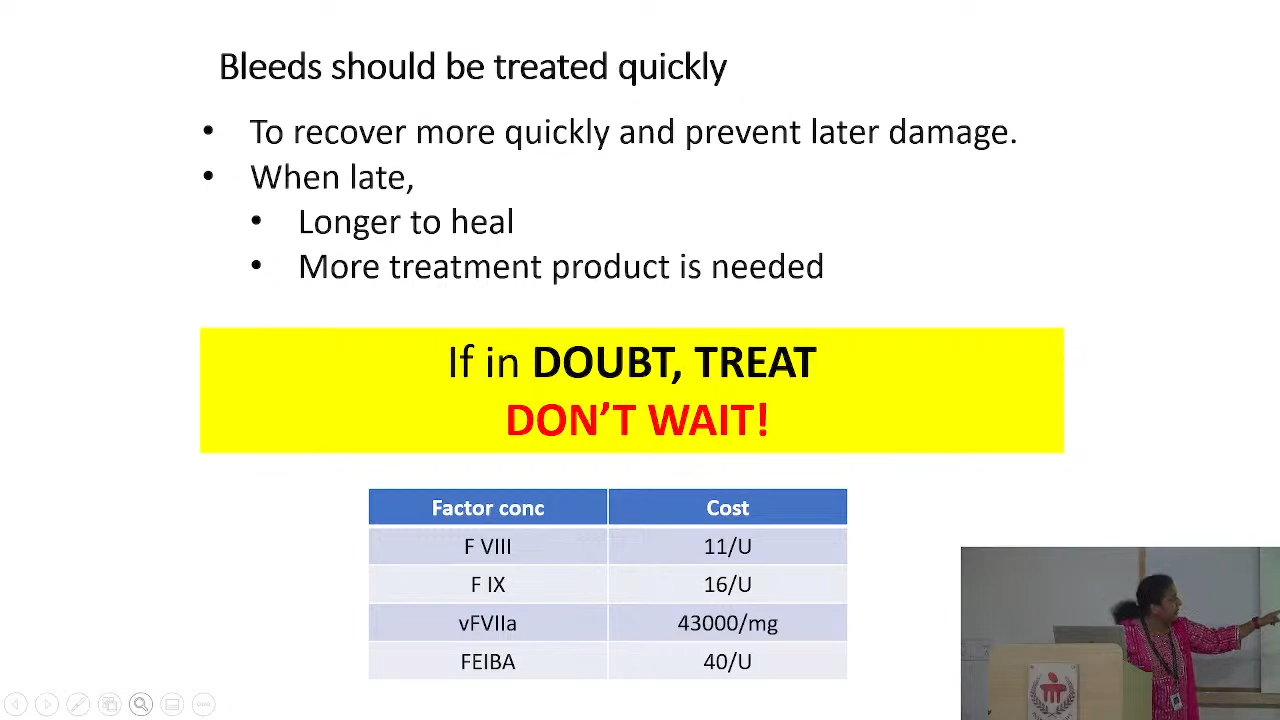 Bleeds should be treated quickly
• To recover more quickly and prevent later damage.
• When late,
• Longer to heal
• More treatment product is needed
If in DOUBT, TREAT
DON’T WAIT!
Factor conc Cost
F VIII 11/U
F IX 16/U
vFVIIa 43000/mg
FEIBA 40/U